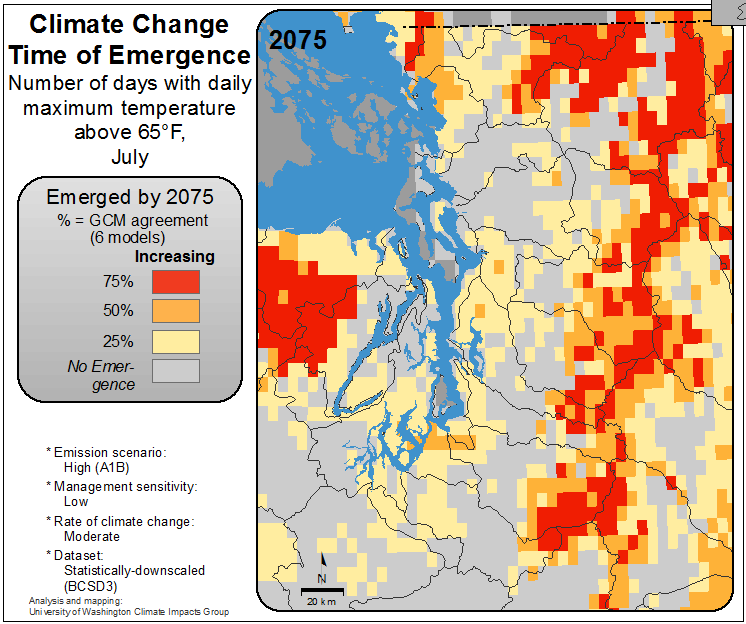 Climate Change
Time of Emergence
Number of days with daily
maximum temperature
above 65°F,
July
Emerged by 2075
% = GCM agreement
(6 models)
Increasing
75%
50%
25%
No Emer-
gence
* Emission scenario:
High (A1B)
* Management sensitivity:
Low
* Rate of climate change:
Moderate
* Dataset:
Statistically-downscaled
(BCSD3)
Analysis and mapping:
University of Washington Climate Impacts Group
2075
N
20 km